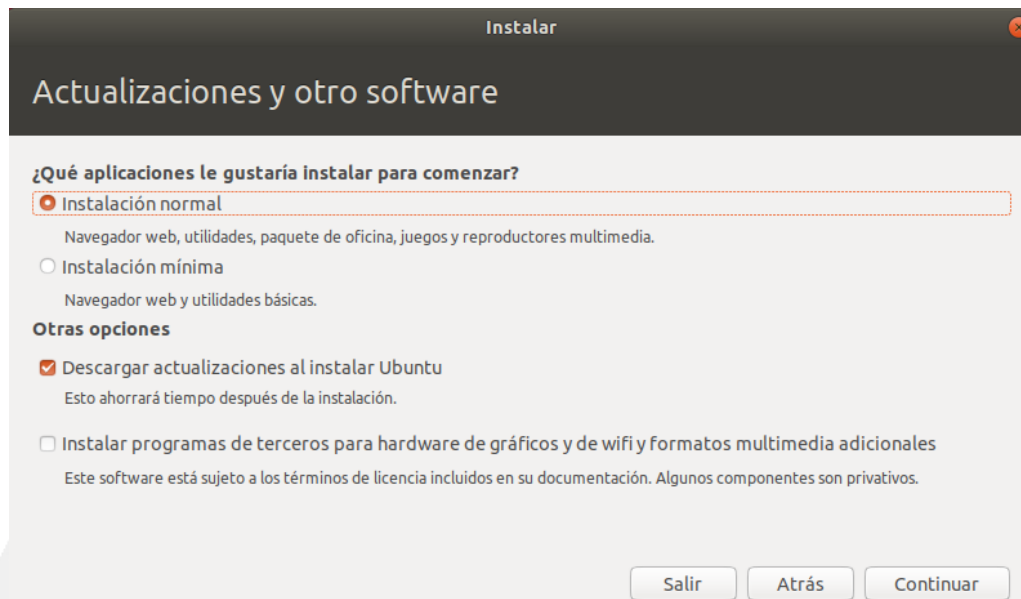 Instalar
Actualizaciones y otro software
¿Qué aplicaciones le gustaría instalar para comenzar?
Instalación normal
Navegador web, utilidades, paquete de oficina, juegos y reproductores multimedia.
Instalación mínima
Navegador web y utilidades básicas.
Otras opciones
Descargar actualizaciones al instalar Ubuntu
Esto ahorrará tiempo después de la instalación.
Instalar programas de terceros para hardware de gráficos y de wifi y formatos multimedia adicionales
Este software está sujeto a los términos de licencia incluidos en su documentación. Algunos componentes son privativos.
Salir Atrás Continuar